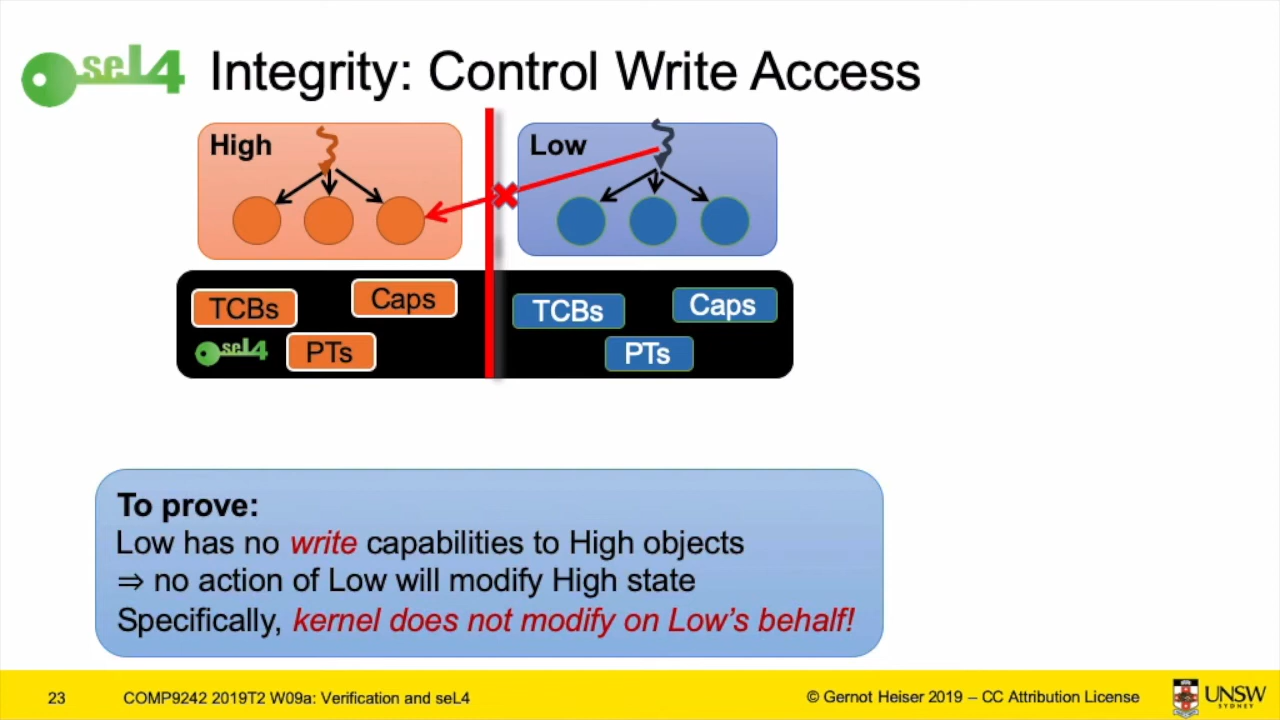 seL4
Integrity: Control Write Access
High
Low
TCBs
Caps
seL4
PTs
TCBs
Caps
PTs
To prove:
Low has no write capabilities to High objects
⇒ no action of Low will modify High state
Specifically, kernel does not modify on Low's behalf!
23
COMP9242 2019T2 W09a: Verification and seL4
© Gernot Heiser 2019 – CC Attribution License
UNSW
SYDNEY